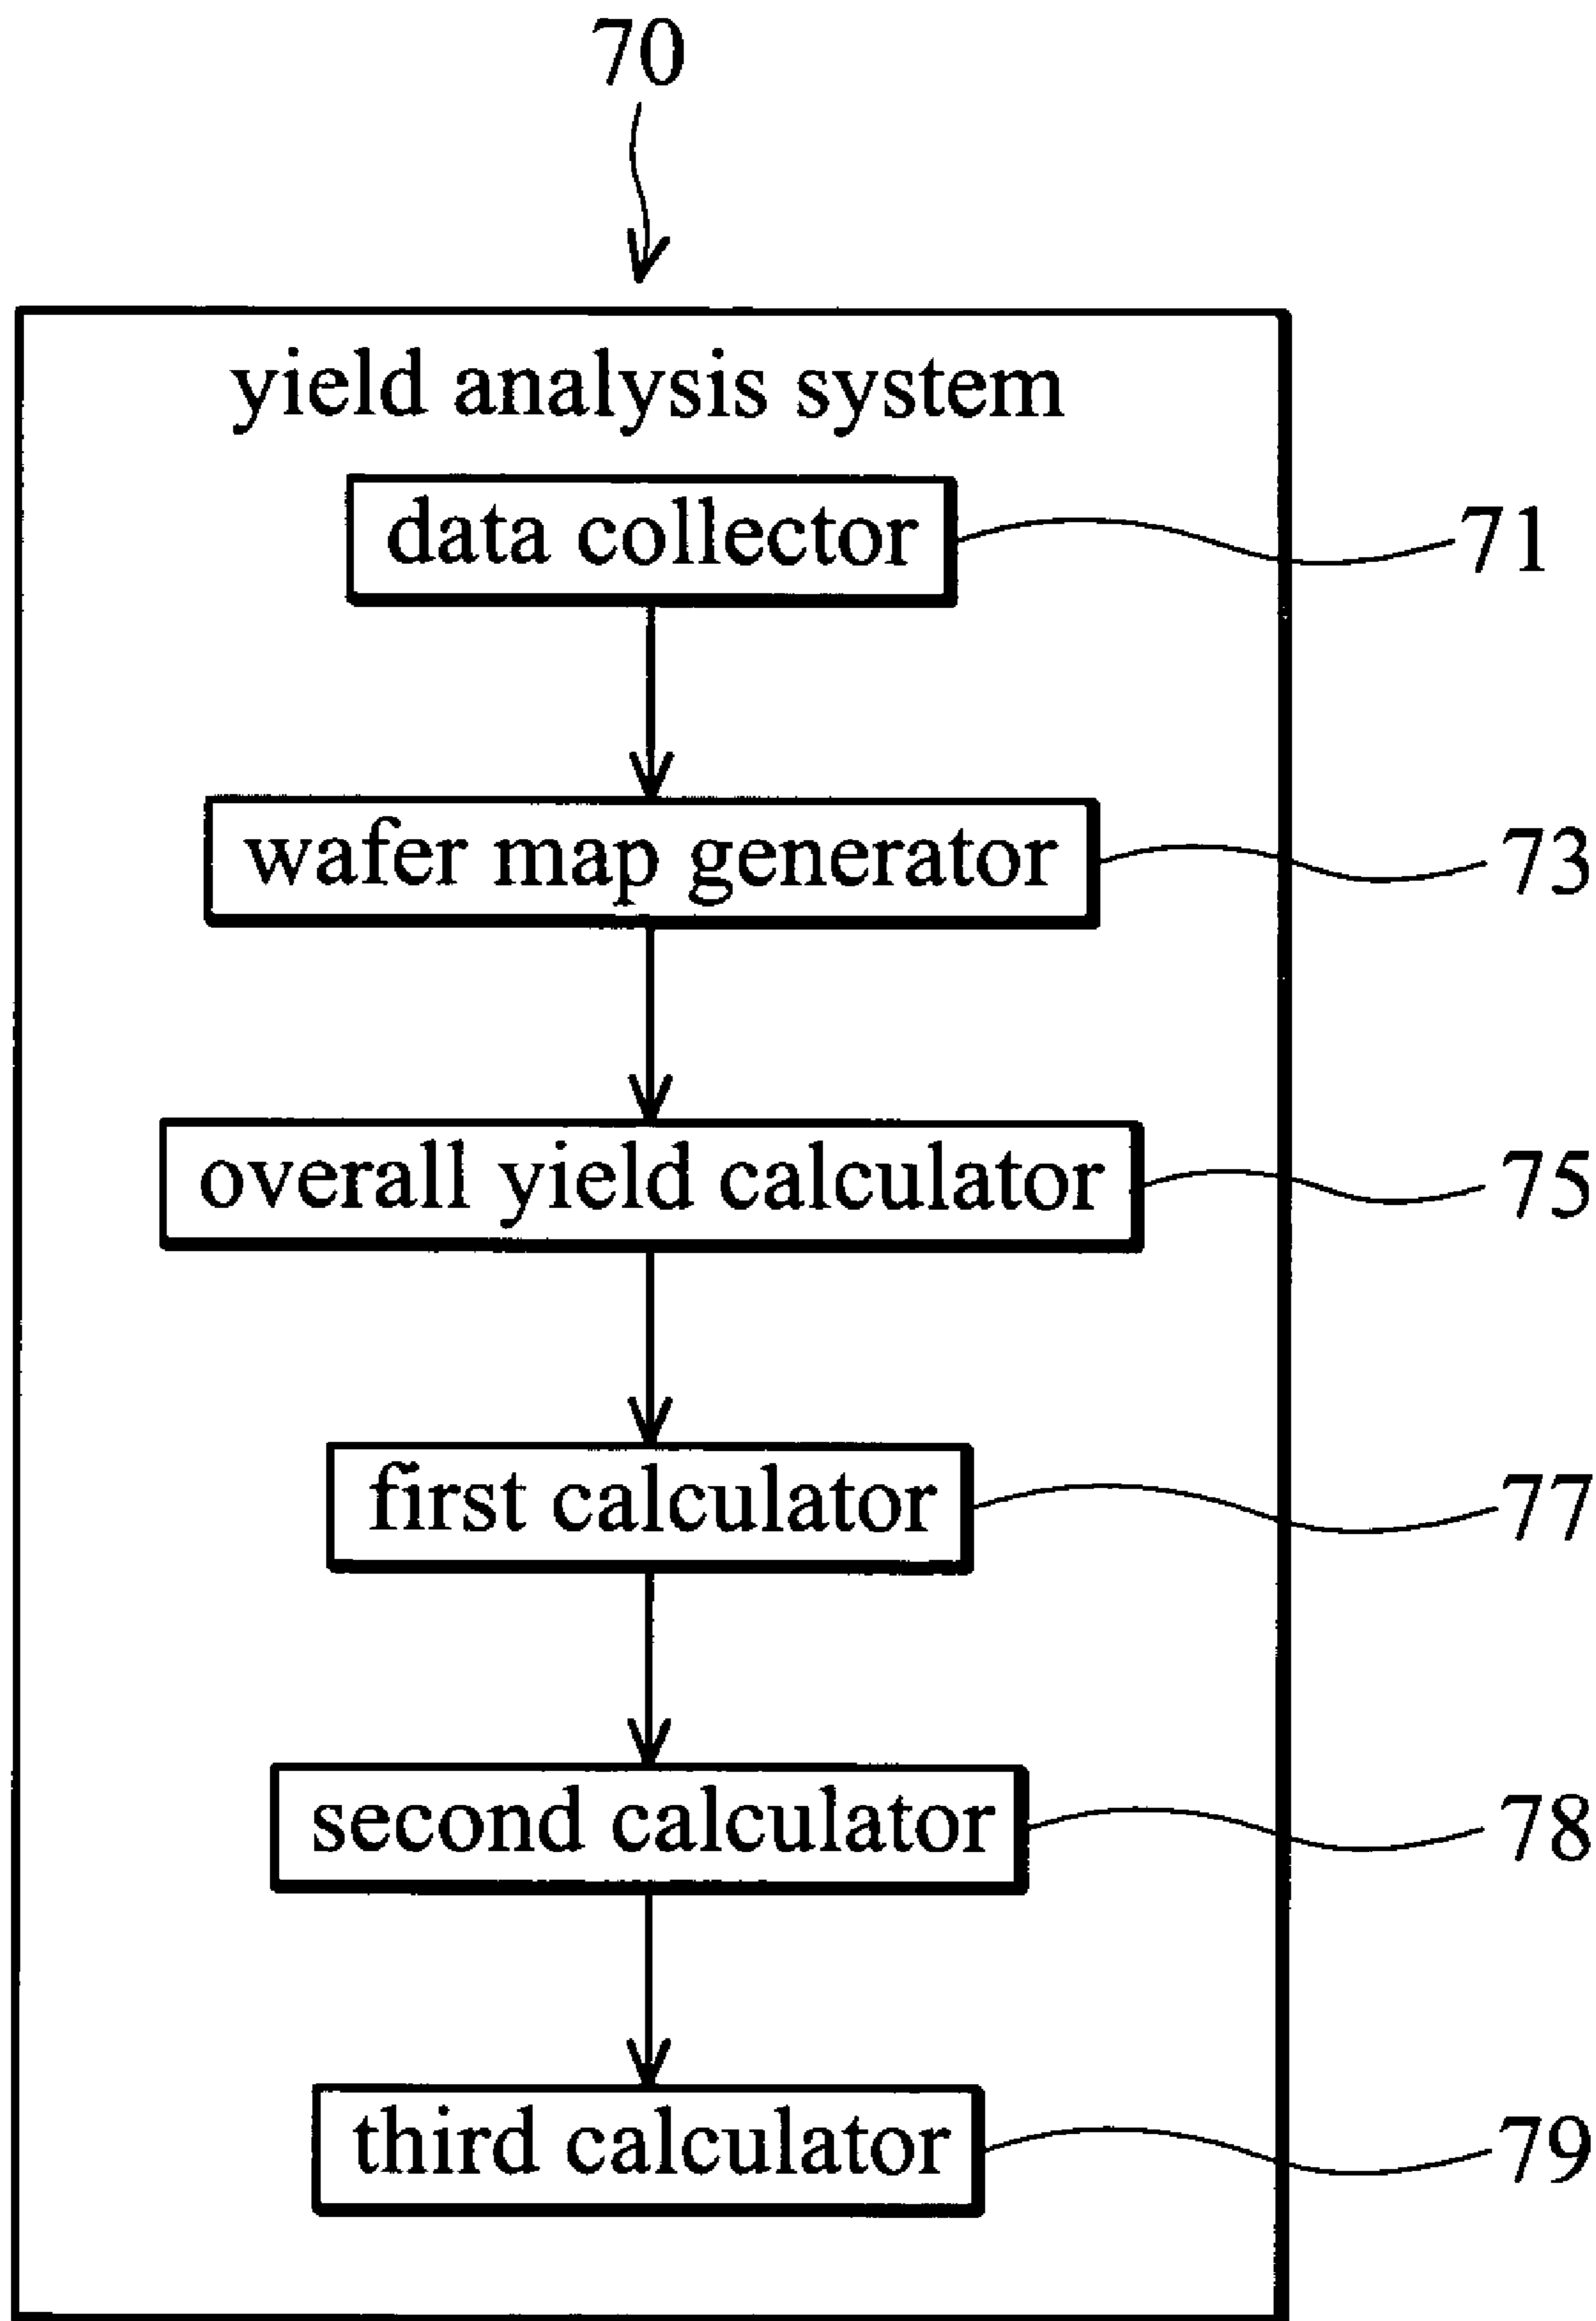 70
yield analysis system
data collector
71
wafer map generator
73
overall yield calculator
75
first calculator
77
second calculator
78
third calculator
79